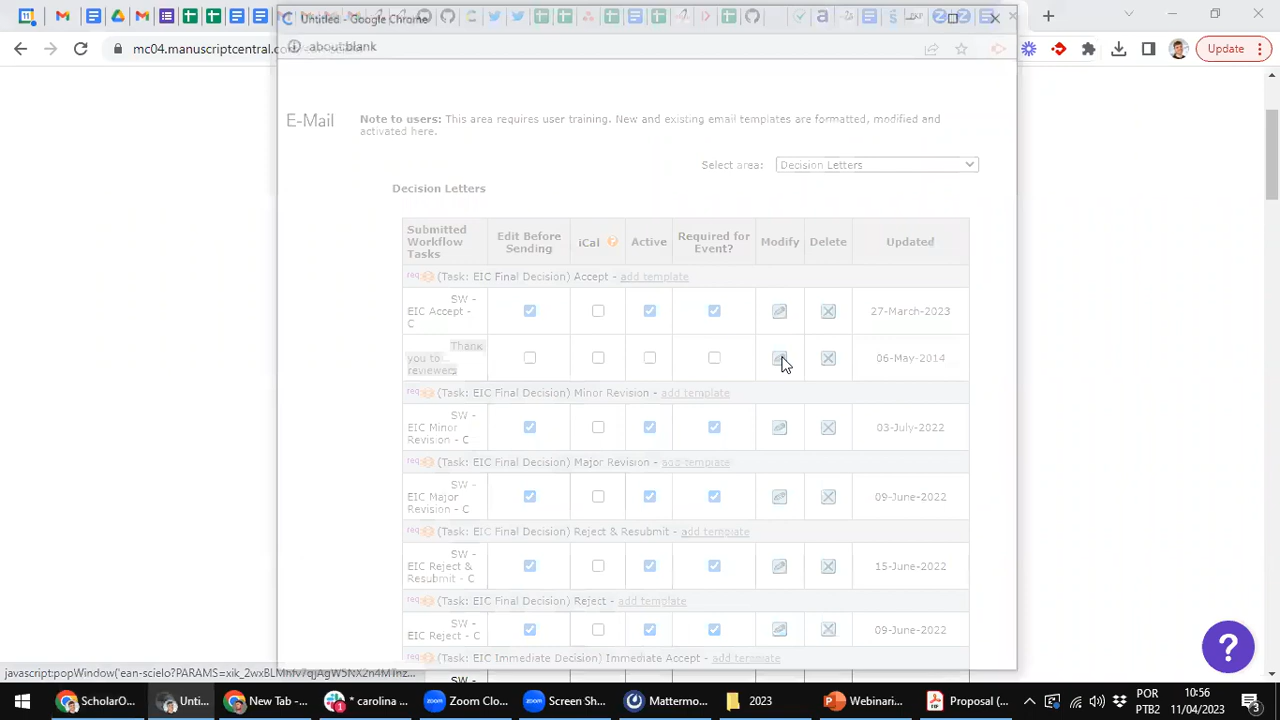 Untitled - Google Chrome
mc04.manuscriptcentral.co
about:blank
Update
E-Mail
Note to users: This area requires user training. New and existing email templates are formatted, modified and
activated here.
Select area:
Decision Letters
Decision Letters
Submitted Workflow Tasks
Edit Before Sending
iCal
Active
Required for Event?
Modify
Delete
Updated
req (Task: EIC Final Decision) Accept - add template
SW -
EIC Accept -
C
27-March-2023
Thank
you to
reviewers
06-May-2014
req (Task: EIC Final Decision) Minor Revision - add template
SW -
EIC Minor
Revision - C
03-July-2022
req (Task: EIC Final Decision) Major Revision - add template
SW -
EIC Major
Revision - C
09-June-2022
req (Task: EIC Final Decision) Reject & Resubmit - add template
SW -
EIC Reject &
Resubmit - C
15-June-2022
req (Task: EIC Final Decision) Reject - add template
SW -
EIC Reject - C
09-June-2022
(Task: EIC Immediate Decision) Immediate Accept - add template
SW -
?
ScholarO...
Unti...
New Tab -...
* carolina ...
Zoom Clo...
Screen Sh...
Mattermo...
2023
Webinari...
Proposal (...
POR
PTB2
10:56
11/04/2023
3